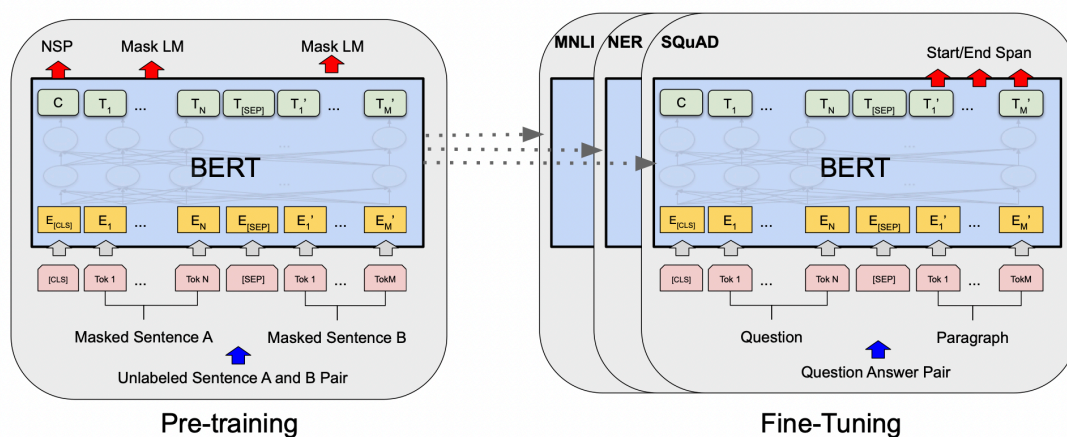 NSP Mask LM Mask LM
C T1 ... TN T[SEP] T1' ... TM'
...
BERT
...
E[CLS] E1 ... EN E[SEP] E1' ... EM'
[CLS] Tok 1 ... Tok N [SEP] Tok 1 ... TokM
Masked Sentence A Masked Sentence B
Unlabeled Sentence A and B Pair
Pre-training
MNLI NER SQuAD
Start/End Span
C T1 ... TN T[SEP] T1' ... TM'
...
BERT
...
E[CLS] E1 ... EN E[SEP] E1' ... EM'
[CLS] Tok 1 ... Tok N [SEP] Tok 1 ... TokM
Question Paragraph
Question Answer Pair
Fine-Tuning